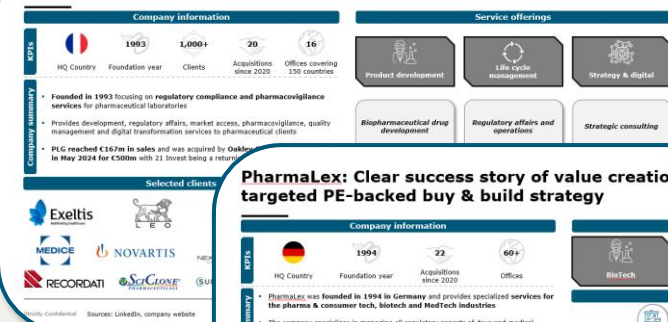 Company information
Service offerings
KPIs
1993
1,000+
20
16
HQ Country
Foundation year
Clients
Acquisitions
since 2020
Offices covering
150 countries
Product development
Life cycle
management
Strategy & digital
Company summary
• Founded in 1993 focusing on regulatory compliance and pharmacovigilance
services for pharmaceutical laboratories
• Provides development, regulatory affairs, market access, pharmacovigilance, quality
management and digital transformation services to pharmaceutical clients
• PLG reached €167m in sales and was acquired by Oakley
in May 2024 for €500m with 21 Invest being a
Biopharmaceutical drug
development
Regulatory affairs and
operations
Strategic consulting
Selected clients
Exeltis
LEO
MEDICE
NOVARTIS
RECORDATI
SciClone
PHARMACEUTICALS
Strictly Confidential
Sources: LinkedIn, company website
PharmaLex: Clear success story of value
targeted PE-backed buy & build strategy
Company information
KPIs
1994
22
60+
HQ Country
Foundation year
Acquisitions
since 2020
Offices
BioTech
• PharmaLex was founded in 1994 in Germany and provides specialized services for
the pharma & consumer tech, biotech and MedTech industries